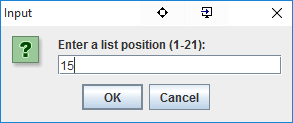 Input
Enter a list position (1-21):
15
OK Cancel